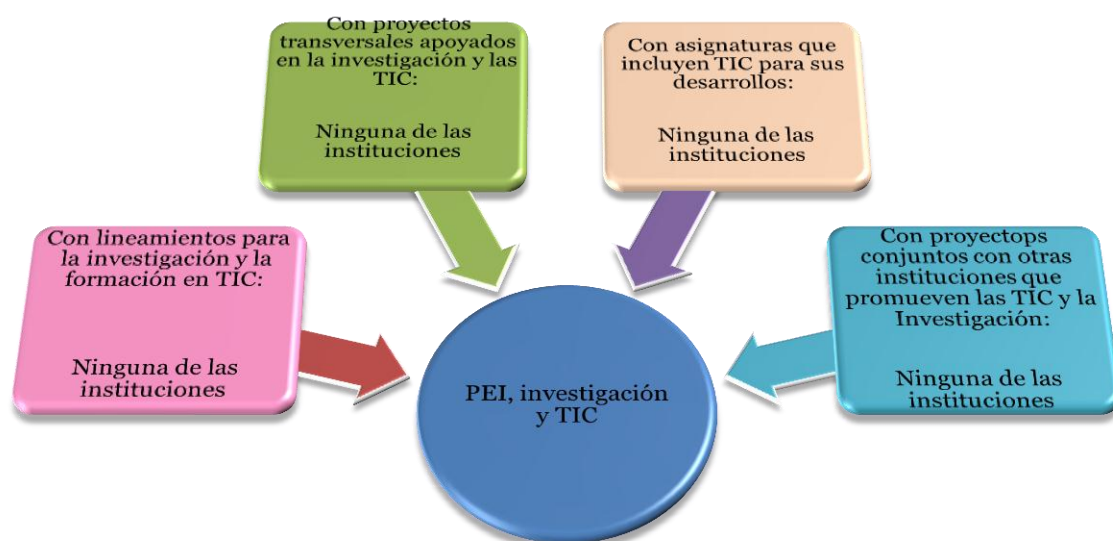 Con proyectos
transversales apoyados
en la investigación y las
TIC:
Ninguna de las
instituciones
Con asignaturas que
incluyen TIC para sus
desarrollos:
Ninguna de las
instituciones
Con lineamientos para
la investigación y la
formación en TIC:
Ninguna de las
instituciones
Con proyectops
conjuntos con otras
instituciones que
promueven las TIC y la
Investigación:
Ninguna de las
instituciones
PEI, investigación
y TIC